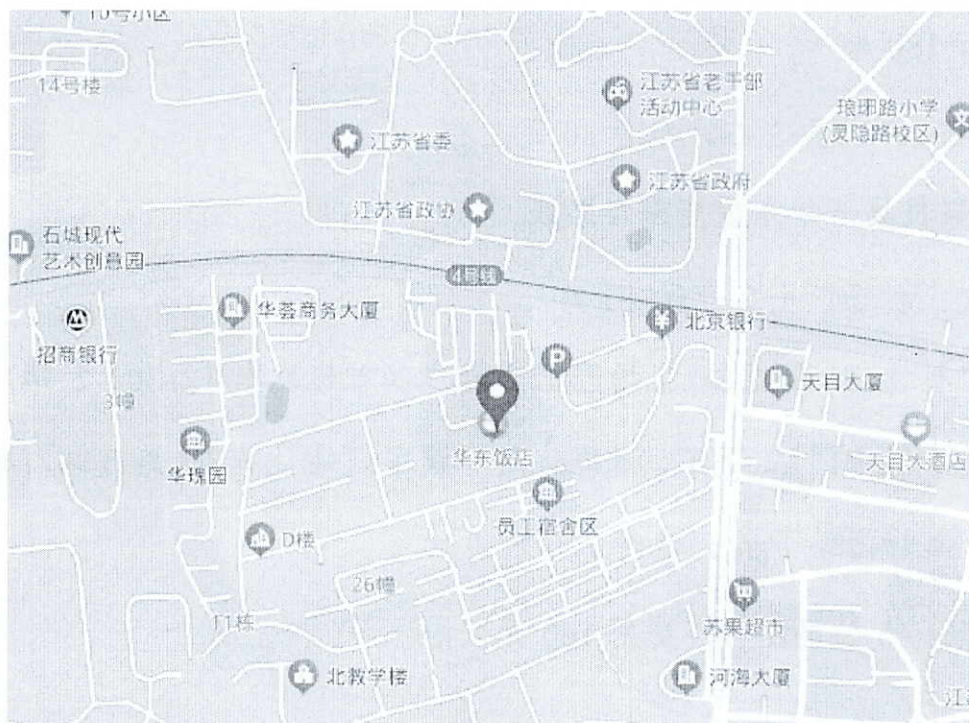 10号小区
14号楼
江苏省老干部
活动中心
琅琊路小学
(灵隐路校区)
江苏省委
江苏省政府
江苏省政协
石城现代
艺术创意园
4号线
华荟商务大厦
北京银行
招商银行
P
天目大厦
3幢
华东饭店
天目大酒店
员工宿舍区
D楼
26幢
苏果超市
11栋
北教学楼
河海大厦